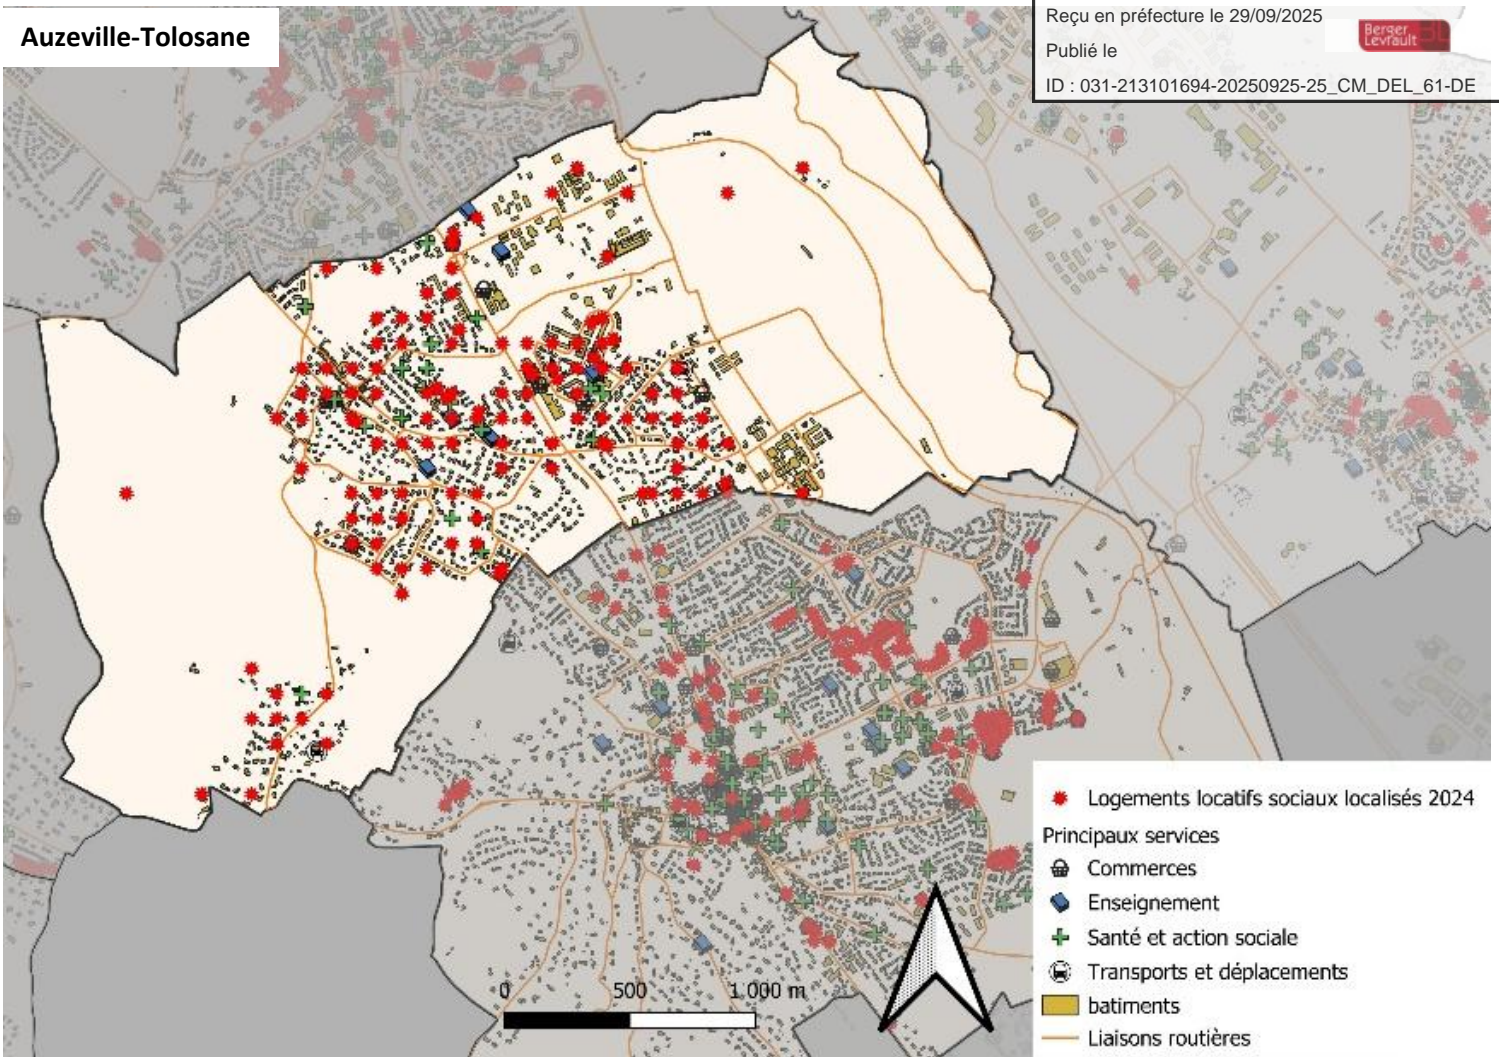 Auzeville-Tolosane
Reçu en préfecture le 29/09/2025
Publié le
ID : 031-213101694-20250925-25_CM_DEL_61-DE
Berger
Levrault
Logements locatifs sociaux localisés 2024
Principaux services
Commerces
Enseignement
Santé et action sociale
Transports et déplacements
batiments
Liaisons routières
0 500 1 000 m